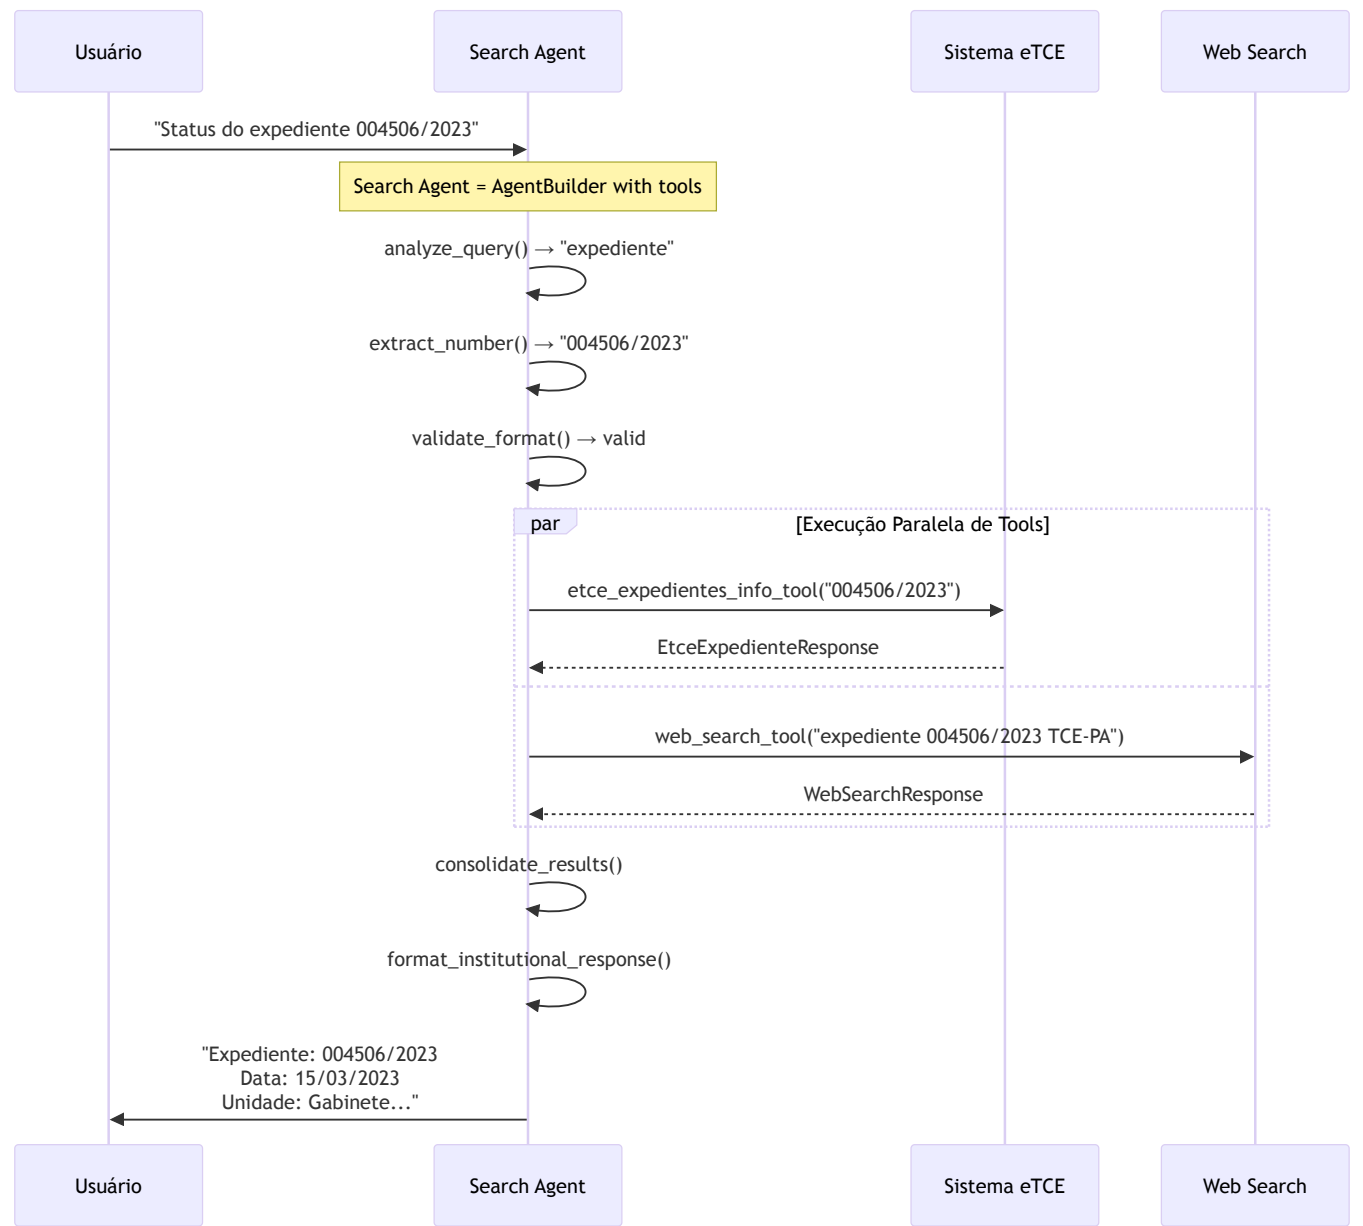 Usuário
Search Agent
Sistema eTCE
Web Search
"Status do expediente 004506/2023"
Search Agent = AgentBuilder with tools
analyze_query() → "expediente"
extract_number() → "004506/2023"
validate_format() → valid
par
[Execução Paralela de Tools]
etce_expedientes_info_tool("004506/2023")
EtceExpedienteResponse
web_search_tool("expediente 004506/2023 TCE-PA")
WebSearchResponse
consolidate_results()
format_institutional_response()
"Expediente: 004506/2023
Data: 15/03/2023
Unidade: Gabinete..."
Usuário
Search Agent
Sistema eTCE
Web Search